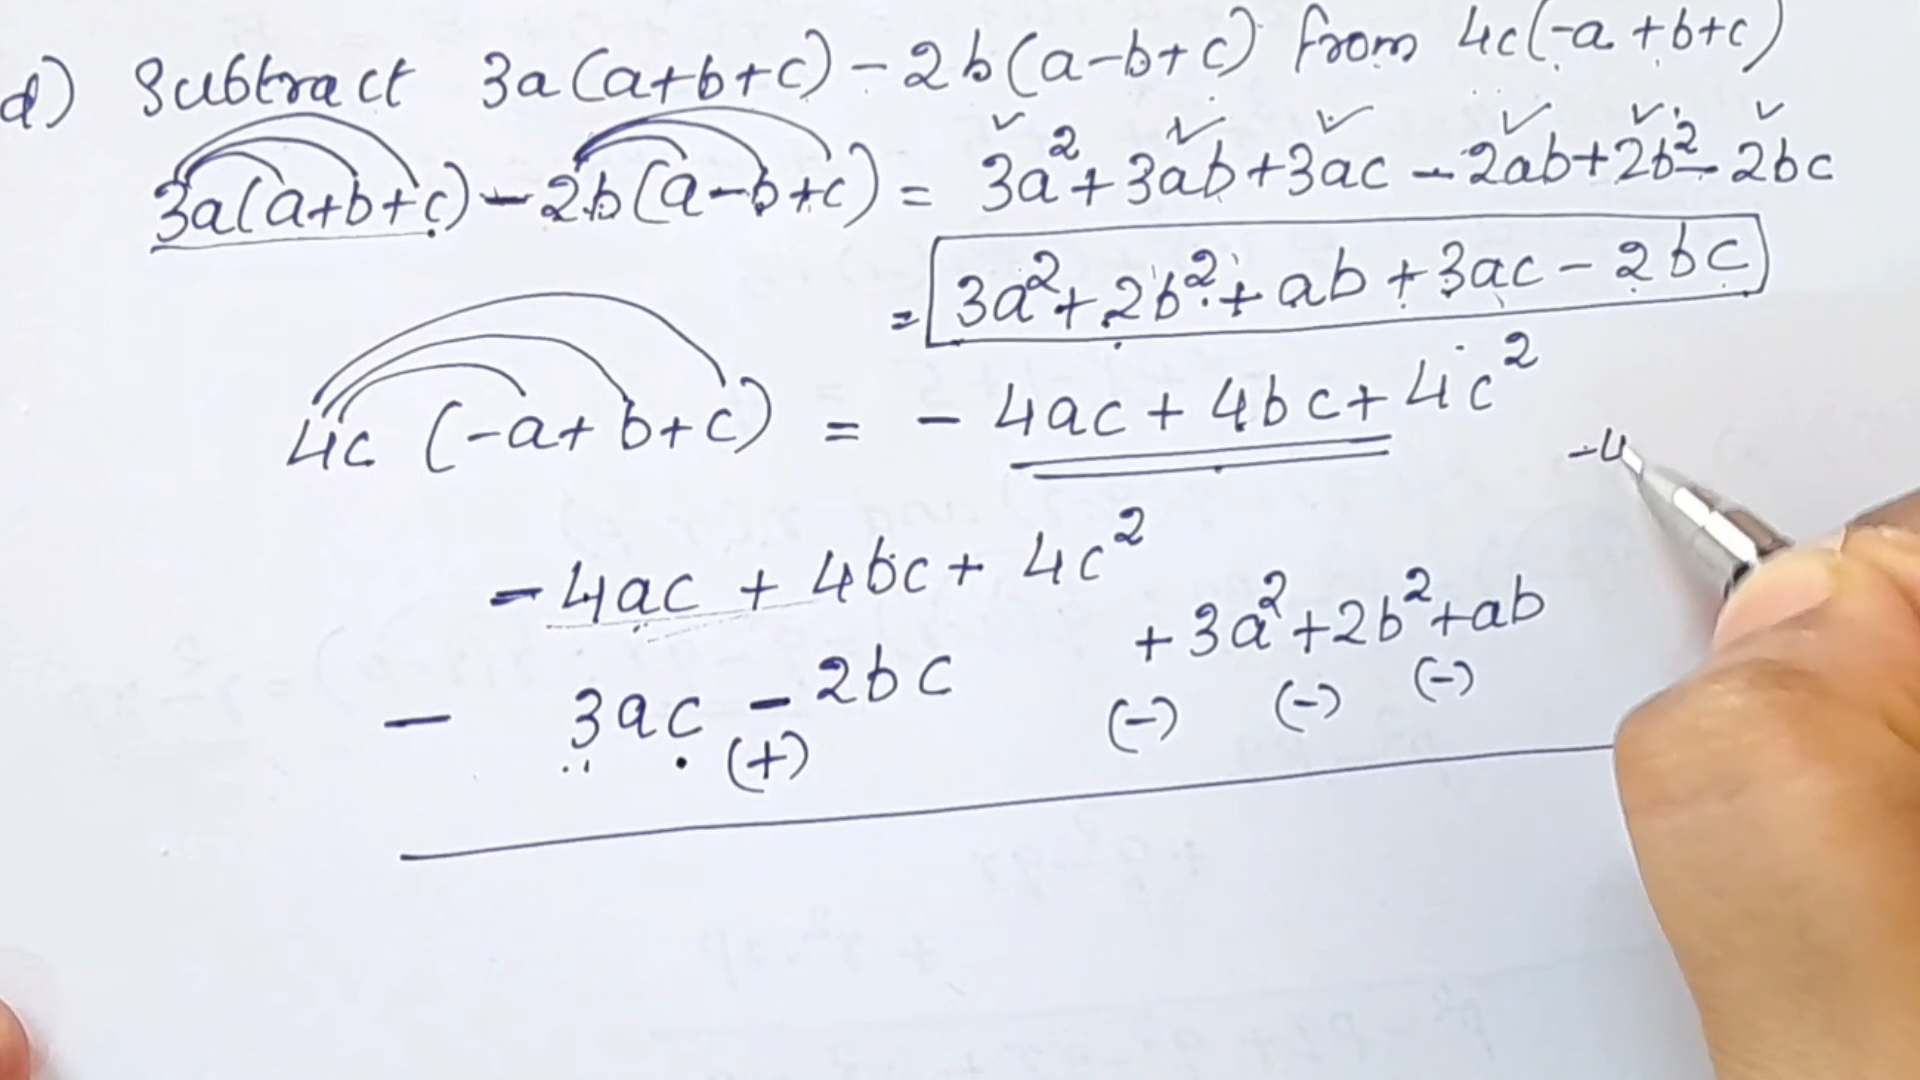 d) Subtract 3a(a+b+c) - 2b(a-b+c) from 4c(-a+b+c)
3a(a+b+c) - 2b(a-b+c) = 3a²+3ab+3ac - 2ab+2b²-2bc
= 3a²+2b²+ab+3ac-2bc
4c (-a+b+c) = -4ac+4bc+4c²
-4
-4ac + 4bc + 4c²
- 3ac - 2bc +3a²+2b²+ab
(+) (-) (-) (-)